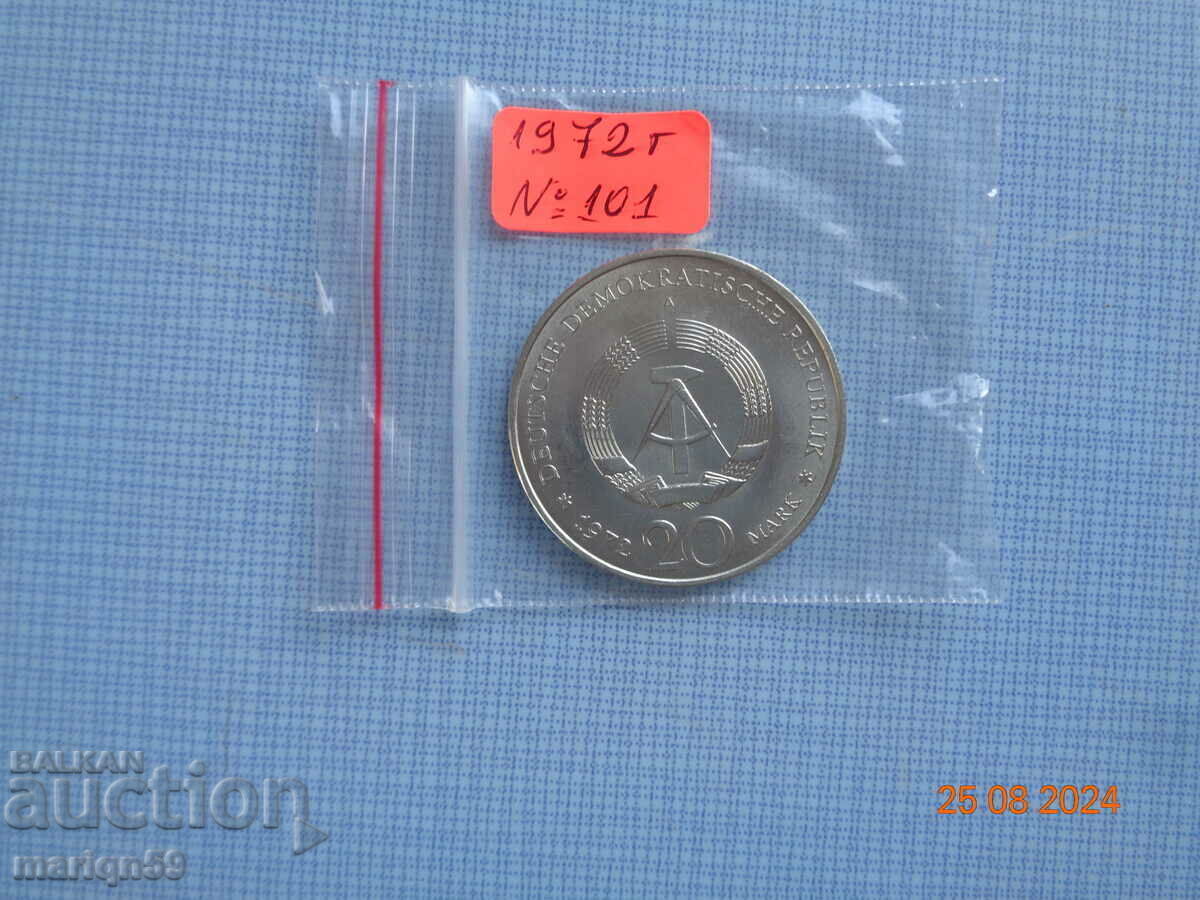 1972г
№ 101
DEUTSCHE DEMOKRATISCHE REPUBLIK
A
* 1972 20 MARK *
BALKAN
auction
marign59
25 08 2024